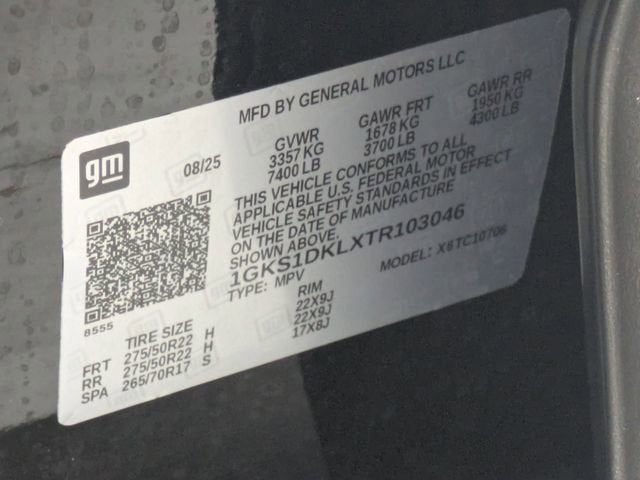 MFD BY GENERAL MOTORS LLC
gm
08/25
GVWR
3357 KG
7400 LB
GAWR FRT
1678 KG
3700 LB
GAWR RR
1950 KG
4300 LB
THIS VEHICLE CONFORMS TO ALL
APPLICABLE U.S. FEDERAL MOTOR
VEHICLE SAFETY STANDARDS IN EFFECT
ON THE DATE OF MANUFACTURE
SHOWN ABOVE.
1GKS1DKLXTR103046
TYPE: MPV
MODEL: X6TC10706
8555
TIRE SIZE RIM
FRT 275/50R22 H 22X9J
RR 275/50R22 H 22X9J
SPA 265/70R17 S 17X8J